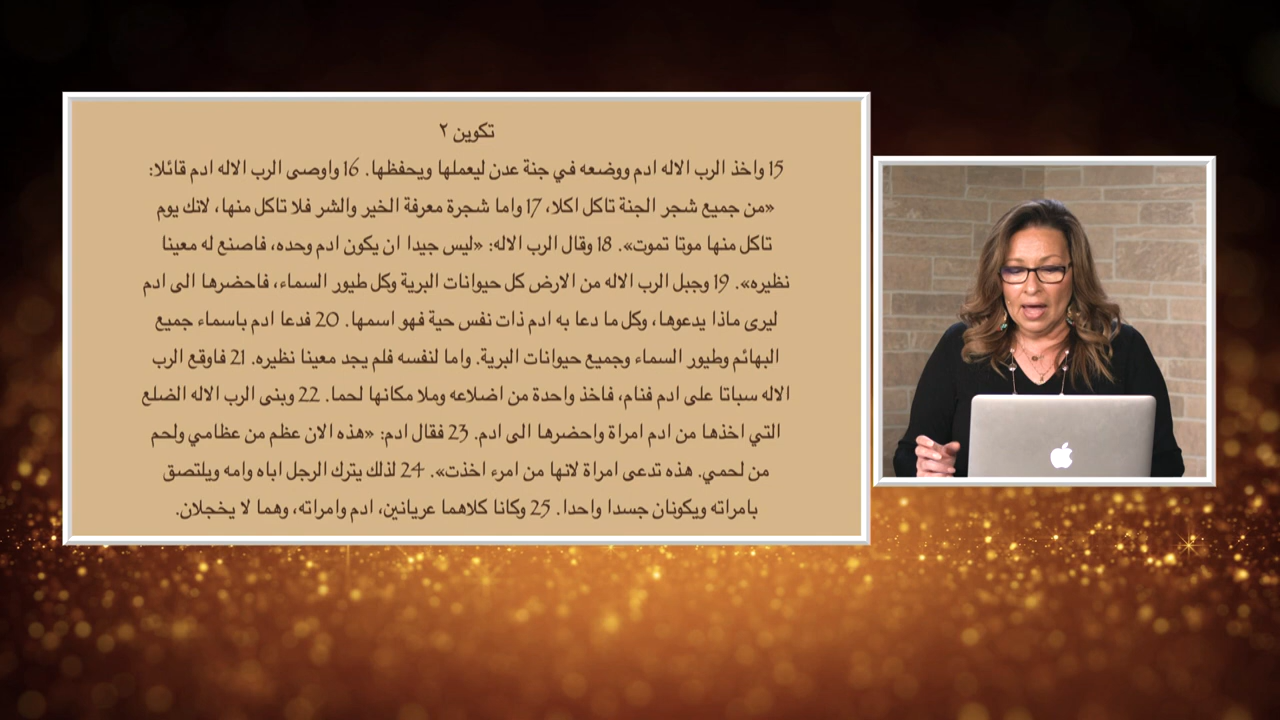 تكوين ٢
15 واخذ الرب الاله ادم ووضعه في جنة عدن ليعملها ويحفظها. 16 واوصى الرب الاله ادم قائلا:
«من جميع شجر الجنة تاكل اكلا، 17 واما شجرة معرفة الخير والشر فلا تاكل منها، لانك يوم
تاكل منها موتا تموت». 18 وقال الرب الاله: «ليس جيدا ان يكون ادم وحده، فاصنع له معينا
نظيره». 19 وجبل الرب الاله من الارض كل حيوانات البرية وكل طيور السماء، فاحضرها الى ادم
ليرى ماذا يدعوها، وكل ما دعا به ادم ذات نفس حية فهو اسمها. 20 فدعا ادم باسماء جميع
البهائم وطيور السماء وجميع حيوانات البرية. واما لنفسه فلم يجد معينا نظيره. 21 فاوقع الرب
الاله سباتا على ادم فنام، فاخذ واحدة من اضلاعه وملا مكانها لحما. 22 وبنى الرب الاله الضلع
التي اخذها من ادم امراة واحضرها الى ادم. 23 فقال ادم: «هذه الان عظم من عظامي ولحم
من لحمي. هذه تدعى امراة لانها من امرء اخذت». 24 لذلك يترك الرجل اباه وامه ويلتصق
بامراته ويكونان جسدا واحدا. 25 وكانا كلاهما عريانين، ادم وامراته، وهما لا يخجلان.